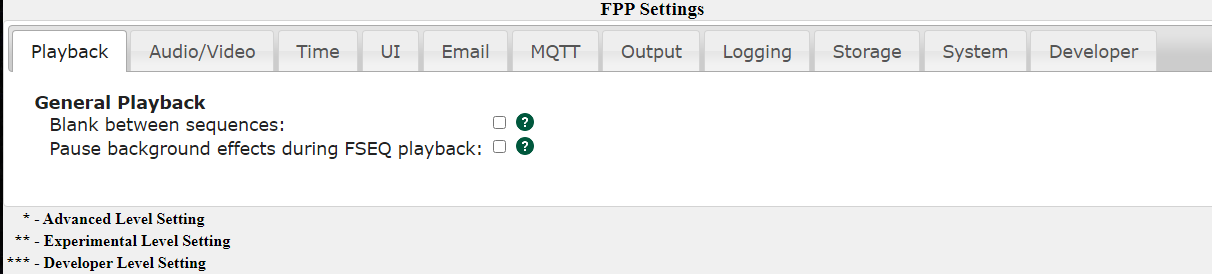 FPP Settings
Playback Audio/Video Time UI Email MQTT Output Logging Storage System Developer
General Playback
Blank between sequences: ?
Pause background effects during FSEQ playback: ?
* - Advanced Level Setting
** - Experimental Level Setting
*** - Developer Level Setting